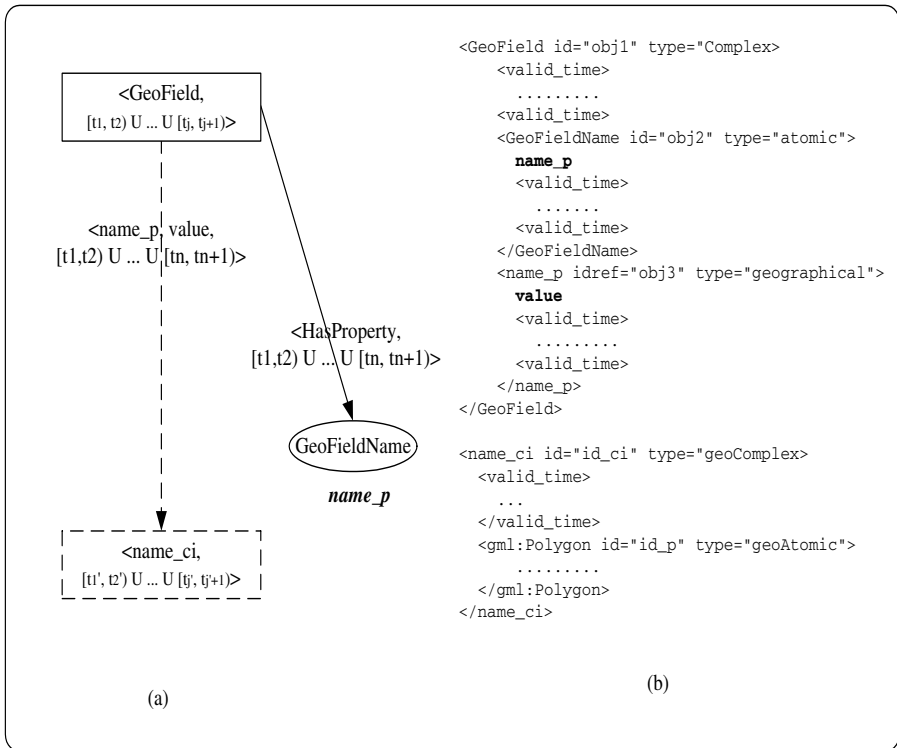 <GeoField,
[t1, t2) U ... U [tj, tj+1)>
<name_p, value,
[t1,t2) U ... U [tn, tn+1)>
<HasProperty,
[t1,t2) U ... U [tn, tn+1)>
GeoFieldName
name_p
<name_ci,
[t1', t2') U ... U [tj', tj'+1)>
(a)
<GeoField id="obj1" type="Complex>
<valid_time>
.........
<valid_time>
<GeoFieldName id="obj2" type="atomic">
name_p
<valid_time>
.......
<valid_time>
</GeoFieldName>
<name_p idref="obj3" type="geographical">
value
<valid_time>
.........
<valid_time>
</name_p>
</GeoField>
<name_ci id="id_ci" type="geoComplex>
<valid_time>
...
</valid_time>
<gml:Polygon id="id_p" type="geoAtomic">
.........
</gml:Polygon>
</name_ci>
(b)